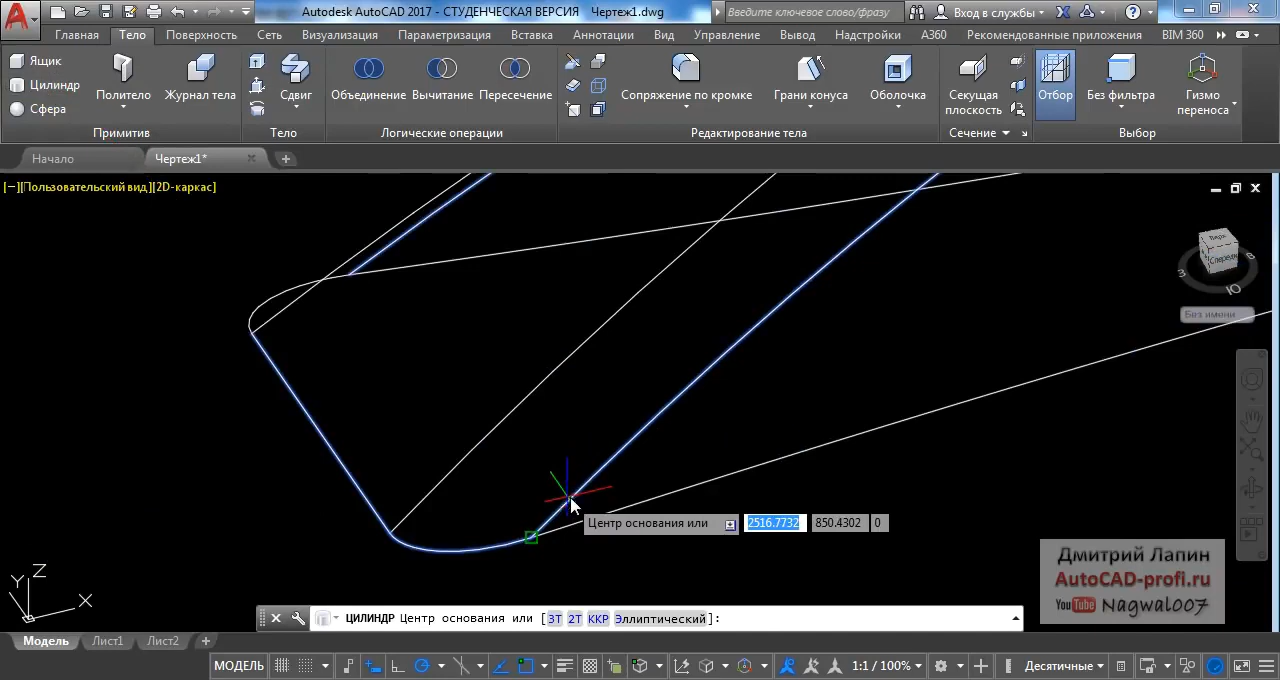 Autodesk AutoCAD 2017 - СТУДЕНЧЕСКАЯ ВЕРСИЯ Чертеж1.dwg
Введите ключевое слово/фразу
Вход в службы
Главная Тело Поверхность Сеть Визуализация Параметризация Вставка Аннотации Вид Управление Вывод Надстройки A360 Рекомендованные приложения BIM 360
Ящик
Цилиндр
Сфера
Политело
Журнал тела
Сдвиг
Объединение
Вычитание
Пересечение
Сопряжение по кромке
Грани конуса
Оболочка
Секущая
плоскость
Отбор
Без фильтра
Гизмо
переноса
Примитив
Тело
Логические операции
Редактирование тела
Сечение
Выбор
Начало
Чертеж1*
[−][Пользовательский вид][2D-каркас]
Верх
Спереди
З
Ю
В
Без имени
Центр основания или
2516.7732
850.4302
0
Дмитрий Лапин
AutoCAD-profi.ru
YouTube Nagwal007
Z
Y
X
ЦИЛИНДР Центр основания или [3Т 2Т ККР Эллиптический]:
Модель
Лист1
Лист2
МОДЕЛЬ
1:1 / 100%
Десятичные